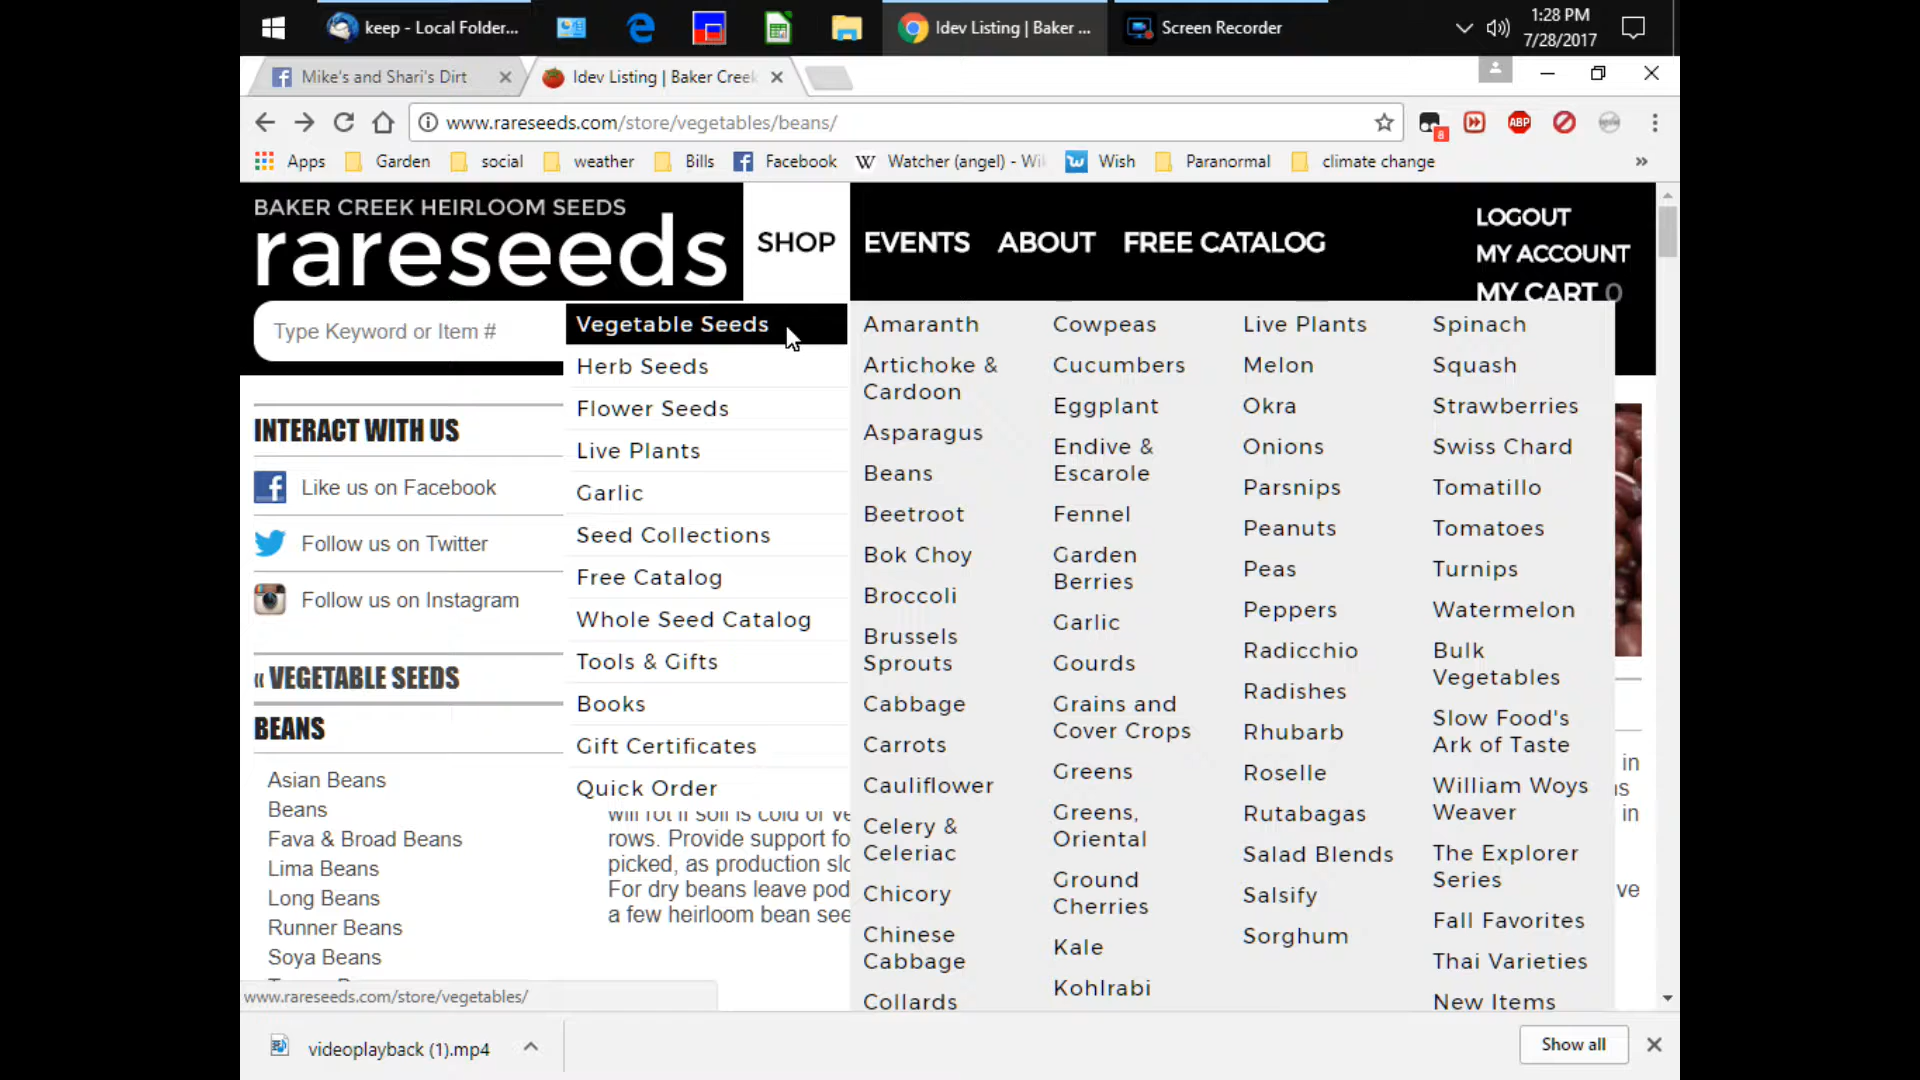 keep - Local Folder...
Idev Listing | Baker ...
Screen Recorder
1:28 PM
7/28/2017
Mike's and Shari's Dirt
Idev Listing | Baker Creek
www.rareseeds.com/store/vegetables/beans/
8
ABP
Apps
Garden
social
weather
Bills
Facebook
Watcher (angel) - Wi
Wish
Paranormal
climate change
»
BAKER CREEK HEIRLOOM SEEDS
rareseeds
SHOP
EVENTS
ABOUT
FREE CATALOG
LOGOUT
MY ACCOUNT
MY CART 0
Type Keyword or Item #
INTERACT WITH US
Like us on Facebook
Follow us on Twitter
Follow us on Instagram
« VEGETABLE SEEDS
BEANS
Asian Beans
Beans
Fava & Broad Beans
Lima Beans
Long Beans
Runner Beans
Soya Beans
Vegetable Seeds
Herb Seeds
Flower Seeds
Live Plants
Garlic
Seed Collections
Free Catalog
Whole Seed Catalog
Tools & Gifts
Books
Gift Certificates
Quick Order
will rot if soil is cold or
rows. Provide support fo
picked, as production slo
For dry beans leave pod
a few heirloom bean see
Amaranth
Artichoke &
Cardoon
Asparagus
Beans
Beetroot
Bok Choy
Broccoli
Brussels
Sprouts
Cabbage
Carrots
Cauliflower
Celery &
Celeriac
Chicory
Chinese
Cabbage
Collards
Cowpeas
Cucumbers
Eggplant
Endive &
Escarole
Fennel
Garden
Berries
Garlic
Gourds
Grains and
Cover Crops
Greens
Greens,
Oriental
Ground
Cherries
Kale
Kohlrabi
Live Plants
Melon
Okra
Onions
Parsnips
Peanuts
Peas
Peppers
Radicchio
Radishes
Rhubarb
Roselle
Rutabagas
Salad Blends
Salsify
Sorghum
Spinach
Squash
Strawberries
Swiss Chard
Tomatillo
Tomatoes
Turnips
Watermelon
Bulk
Vegetables
Slow Food's
Ark of Taste
William Woys
Weaver
The Explorer
Series
Fall Favorites
Thai Varieties
New Items
in
in
ve
www.rareseeds.com/store/vegetables/
videoplayback (1).mp4
Show all